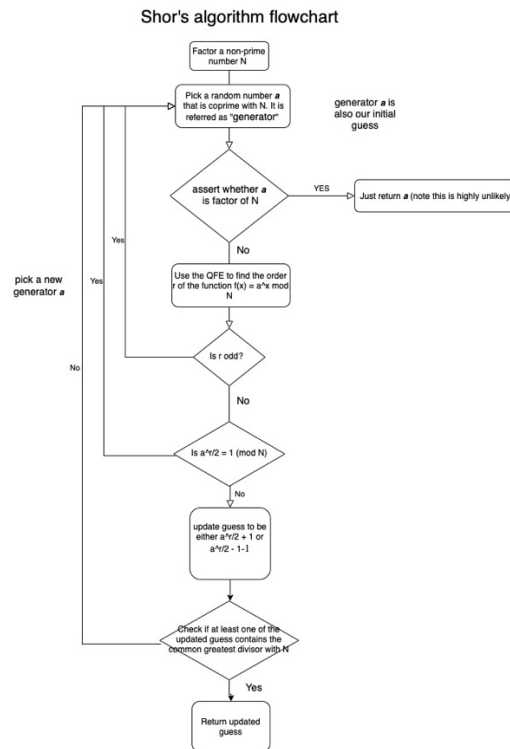 Shor's algorithm flowchart
Factor a non-prime
number N
Pick a random number a
that is coprime with N. It is
referred as "generator"
generator a is
also our initial
guess
assert whether a
is factor of N
YES
Just return a (note this is highly unlikely
No
Use the QFE to find the order
r of the function f(x) = a^x mod
N
Yes
Yes
pick a new
generator a
No
Is r odd?
No
Is a^r/2 = 1 (mod N)
No
update guess to be
either a^r/2 + 1 or
a^r/2 - 1-1
Check if at least one of the
updated guess contains the
common greatest divisor with N
Yes
Return updated
guess